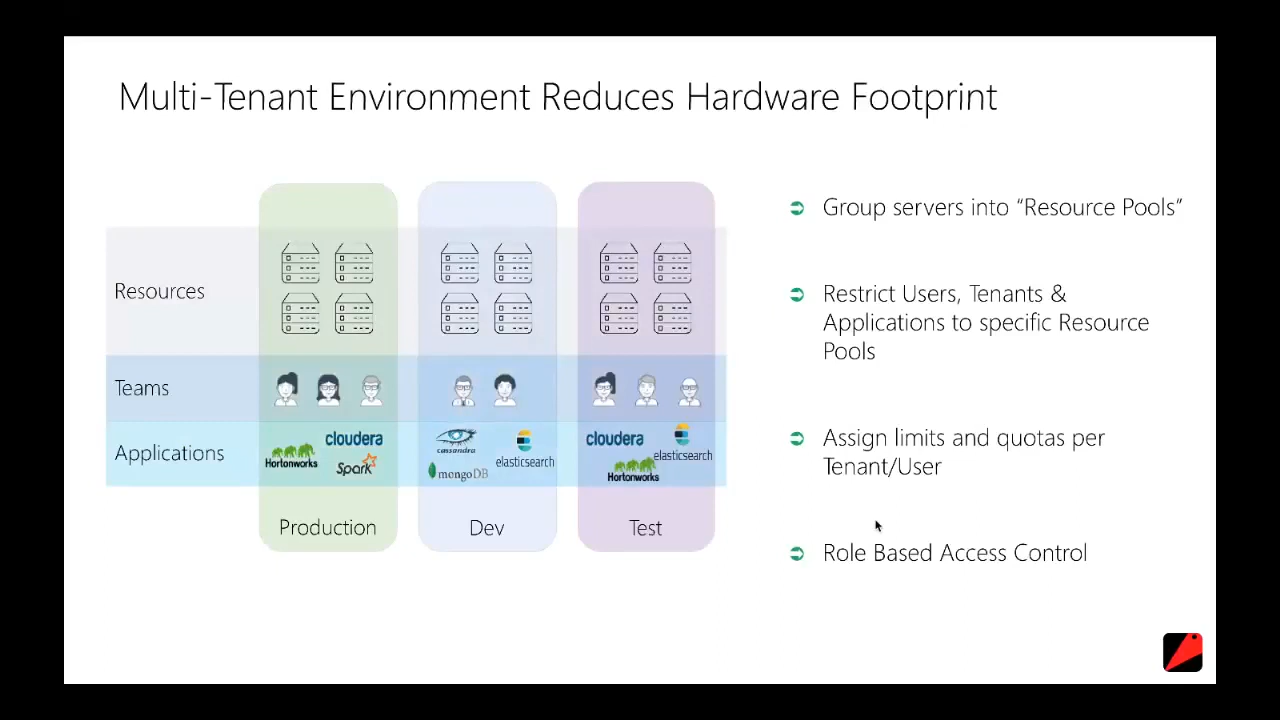 Multi-Tenant Environment Reduces Hardware Footprint
Resources
Teams
Applications
Hortonworks
cloudera
Spark
cassandra
mongoDB
elasticsearch
cloudera
elasticsearch
Hortonworks
Production
Dev
Test
Group servers into “Resource Pools”
Restrict Users, Tenants &
Applications to specific Resource
Pools
Assign limits and quotas per
Tenant/User
Role Based Access Control